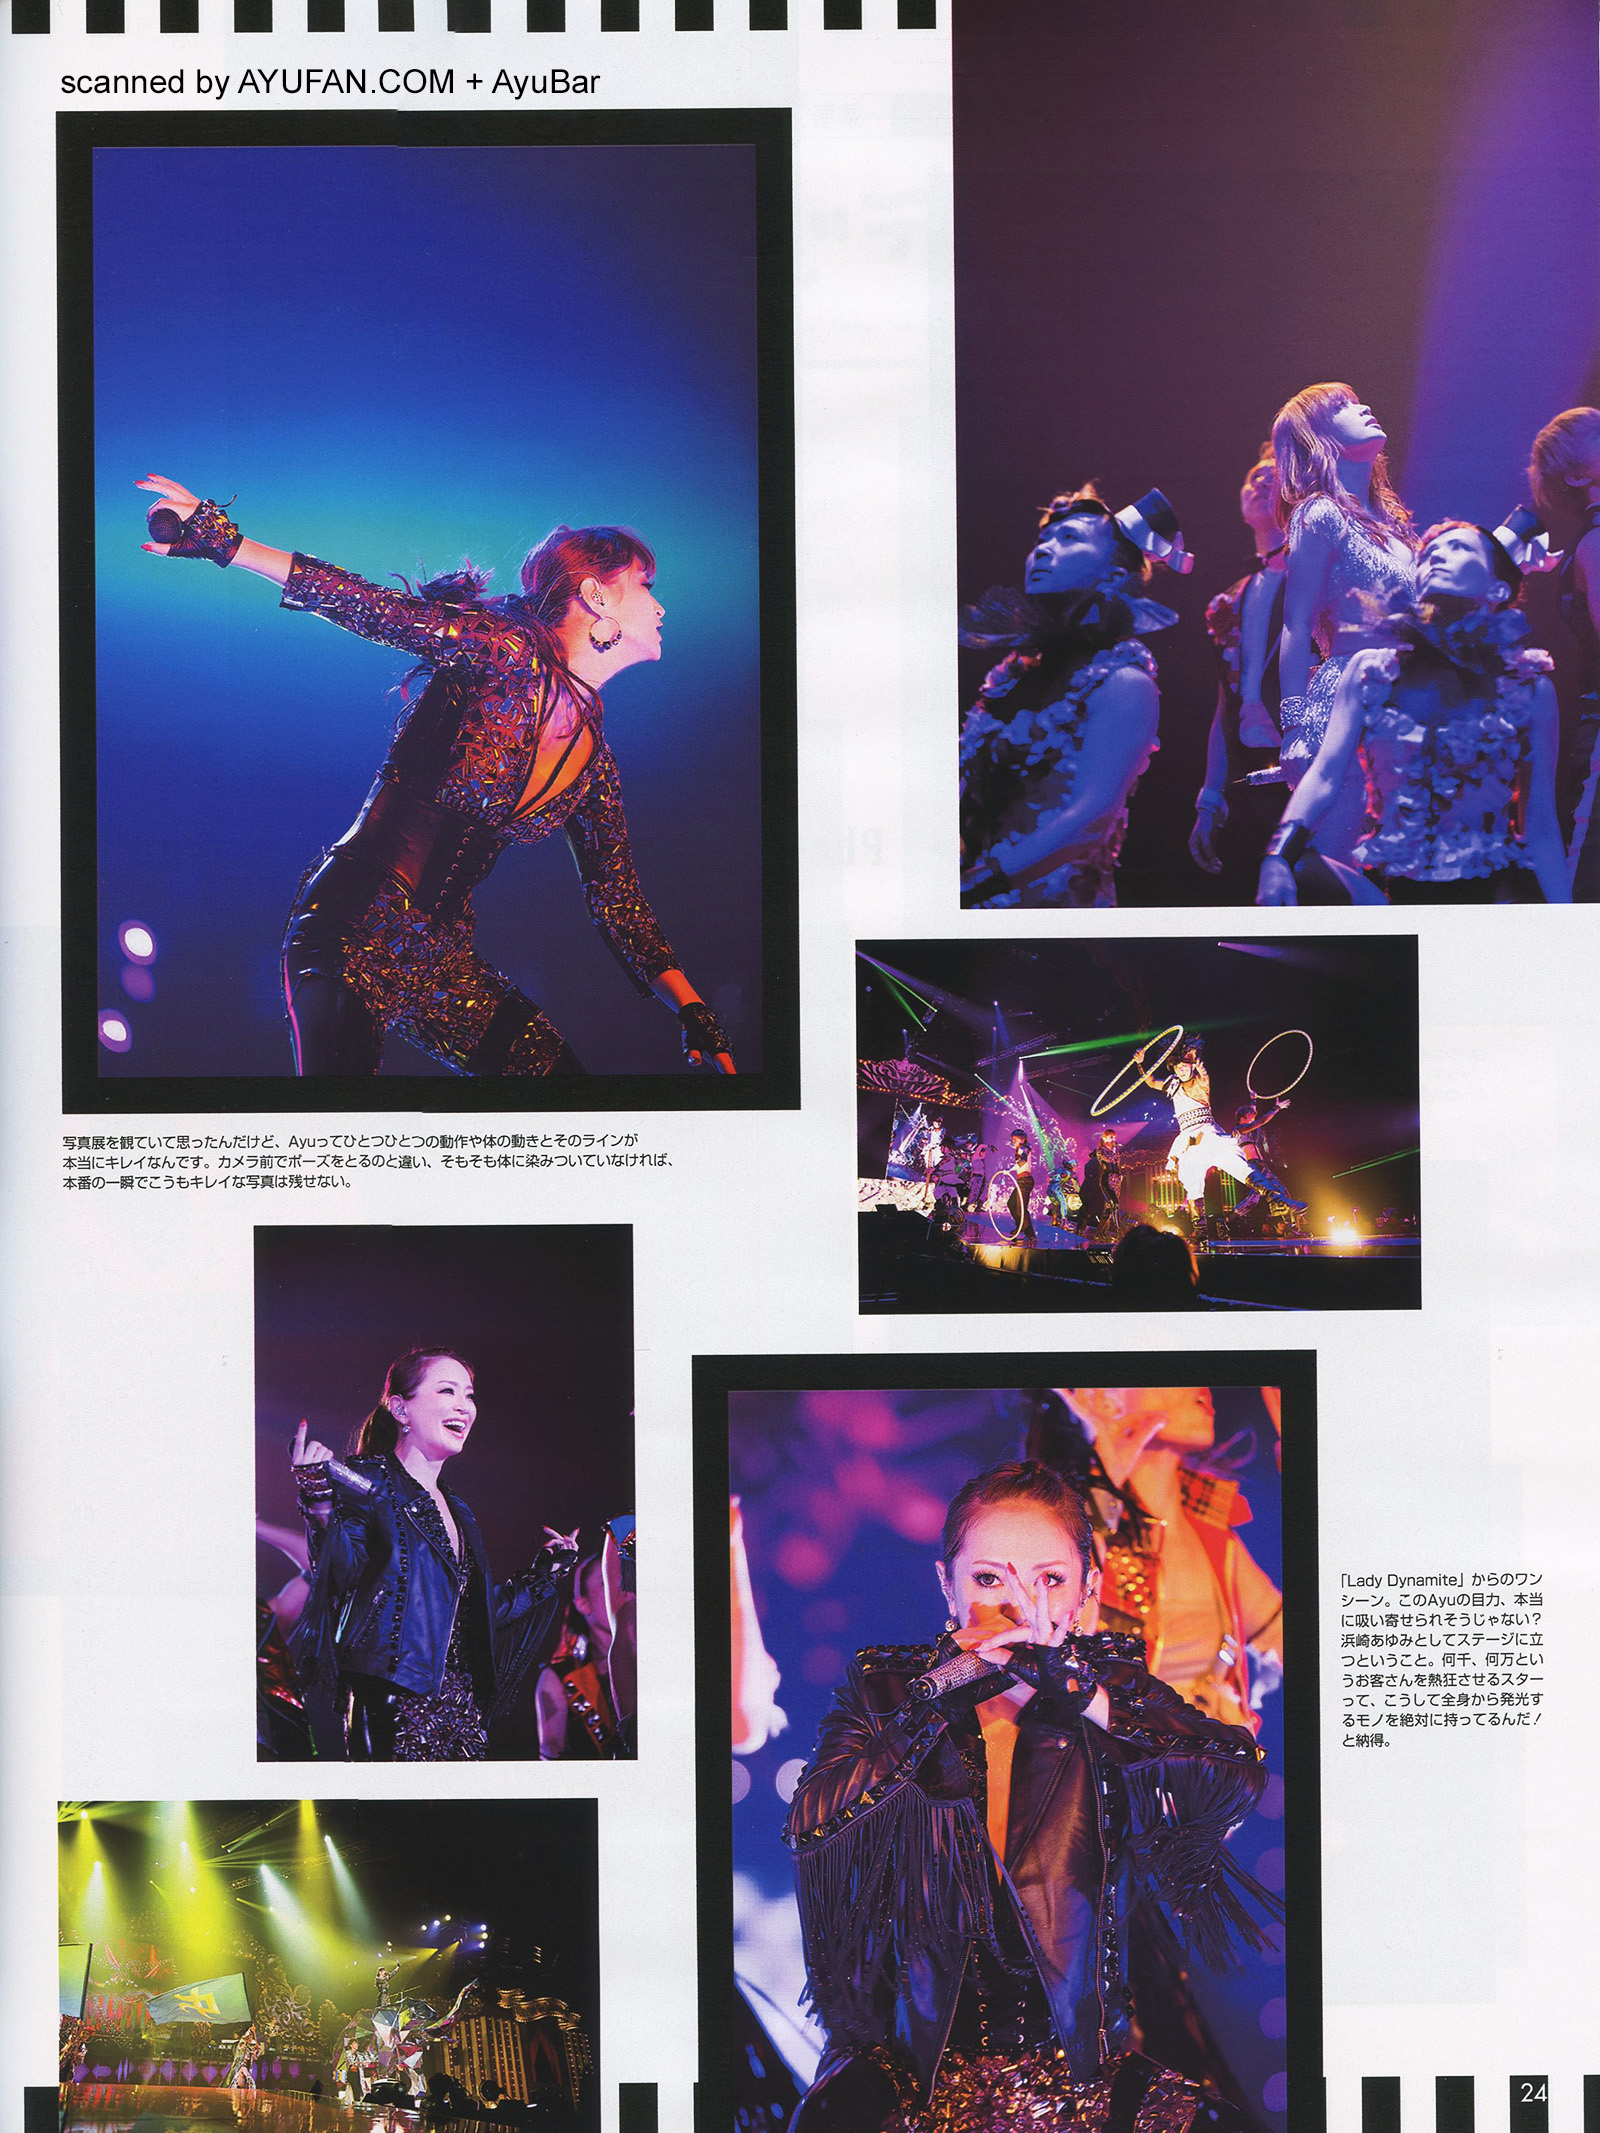 scanned by AYUFAN.COM + AyuBar
写真展を観ていて思ったんだけど、Ayuってひとつひとつの動作や体の動きとそのラインが
本当にキレイなんです。カメラ前でポーズをとるのと違い、そもそも体に染みついていなければ、
本番の一瞬でこうもキレイな写真は残せない。
「Lady Dynamite」からのワン
シーン。このAyuの目力、本当
に吸い寄せられそうじゃない？
浜崎あゆみとしてステージに立
つということ。何千、何万とい
うお客さんを熱狂させるスター
って、こうして全身から発光す
るモノを絶対に持ってるんだ！
と納得。
24